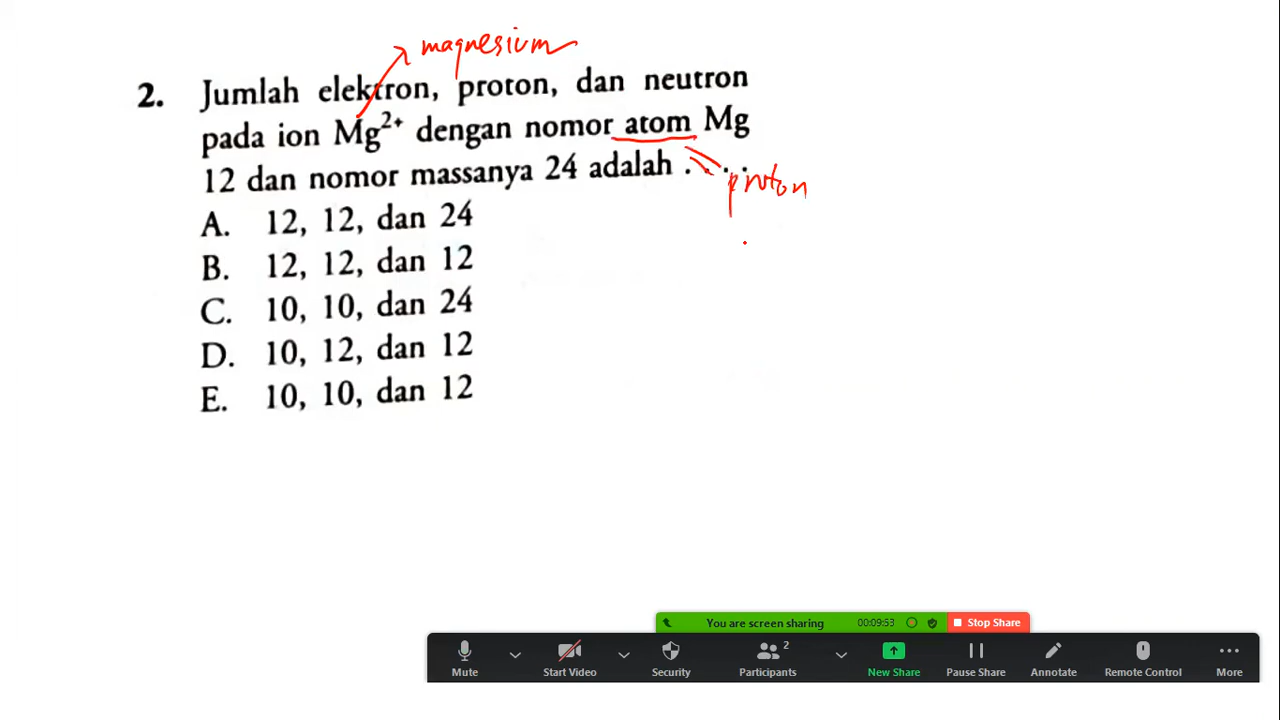 magnesium
2. Jumlah elektron, proton, dan neutron
pada ion Mg²⁺ dengan nomor atom Mg
12 dan nomor massanya 24 adalah . . . .
proton
A. 12, 12, dan 24
B. 12, 12, dan 12
C. 10, 10, dan 24
D. 10, 12, dan 12
E. 10, 10, dan 12
You are screen sharing 00:09:53 Stop Share
2
Mute Start Video Security Participants New Share Pause Share Annotate Remote Control More